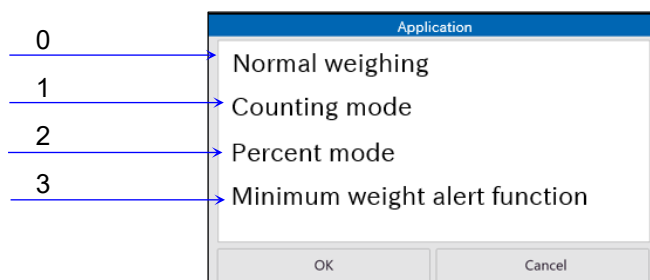 Application
0
Normal weighing
1
Counting mode
2
Percent mode
3
Minimum weight alert function
OK
Cancel